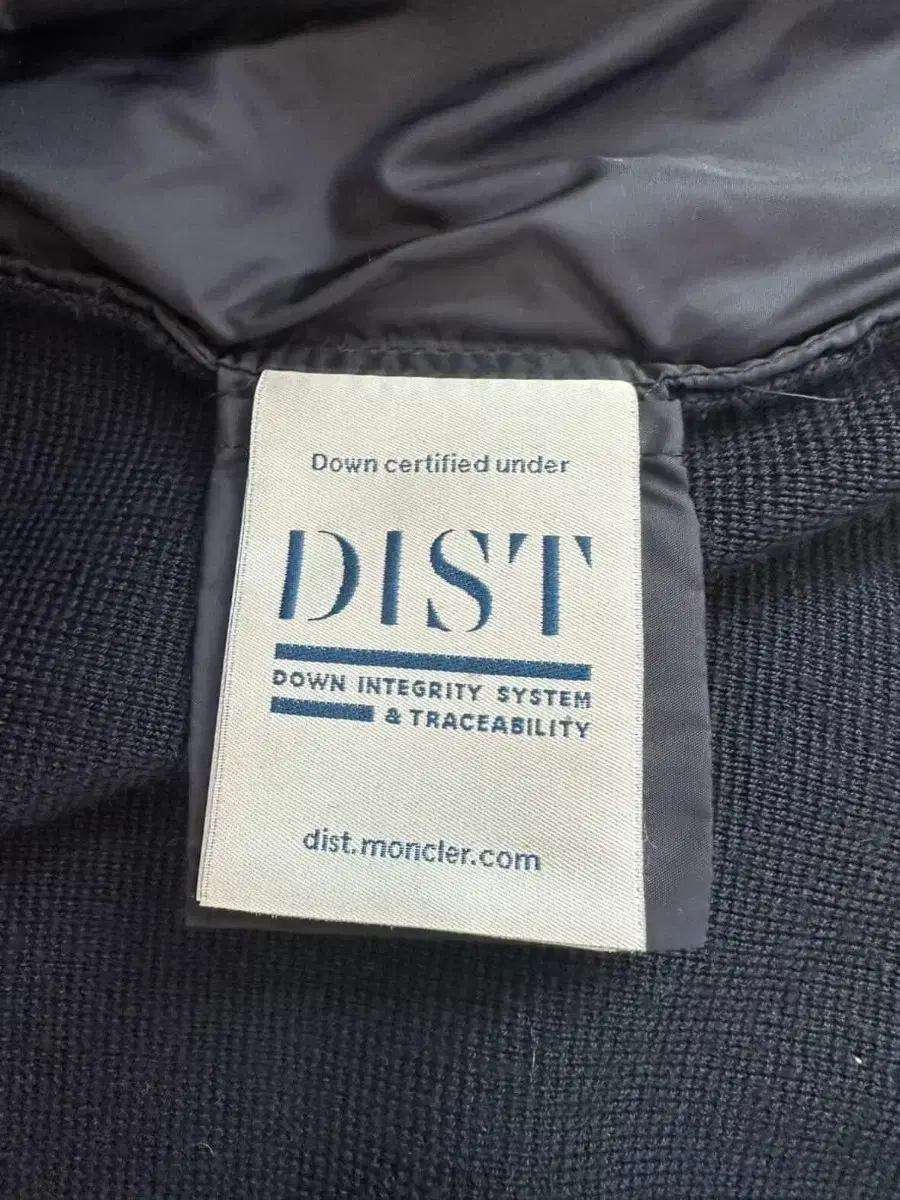 Down certified under
DIST
DOWN INTEGRITY SYSTEM
& TRACEABILITY
dist.moncler.com